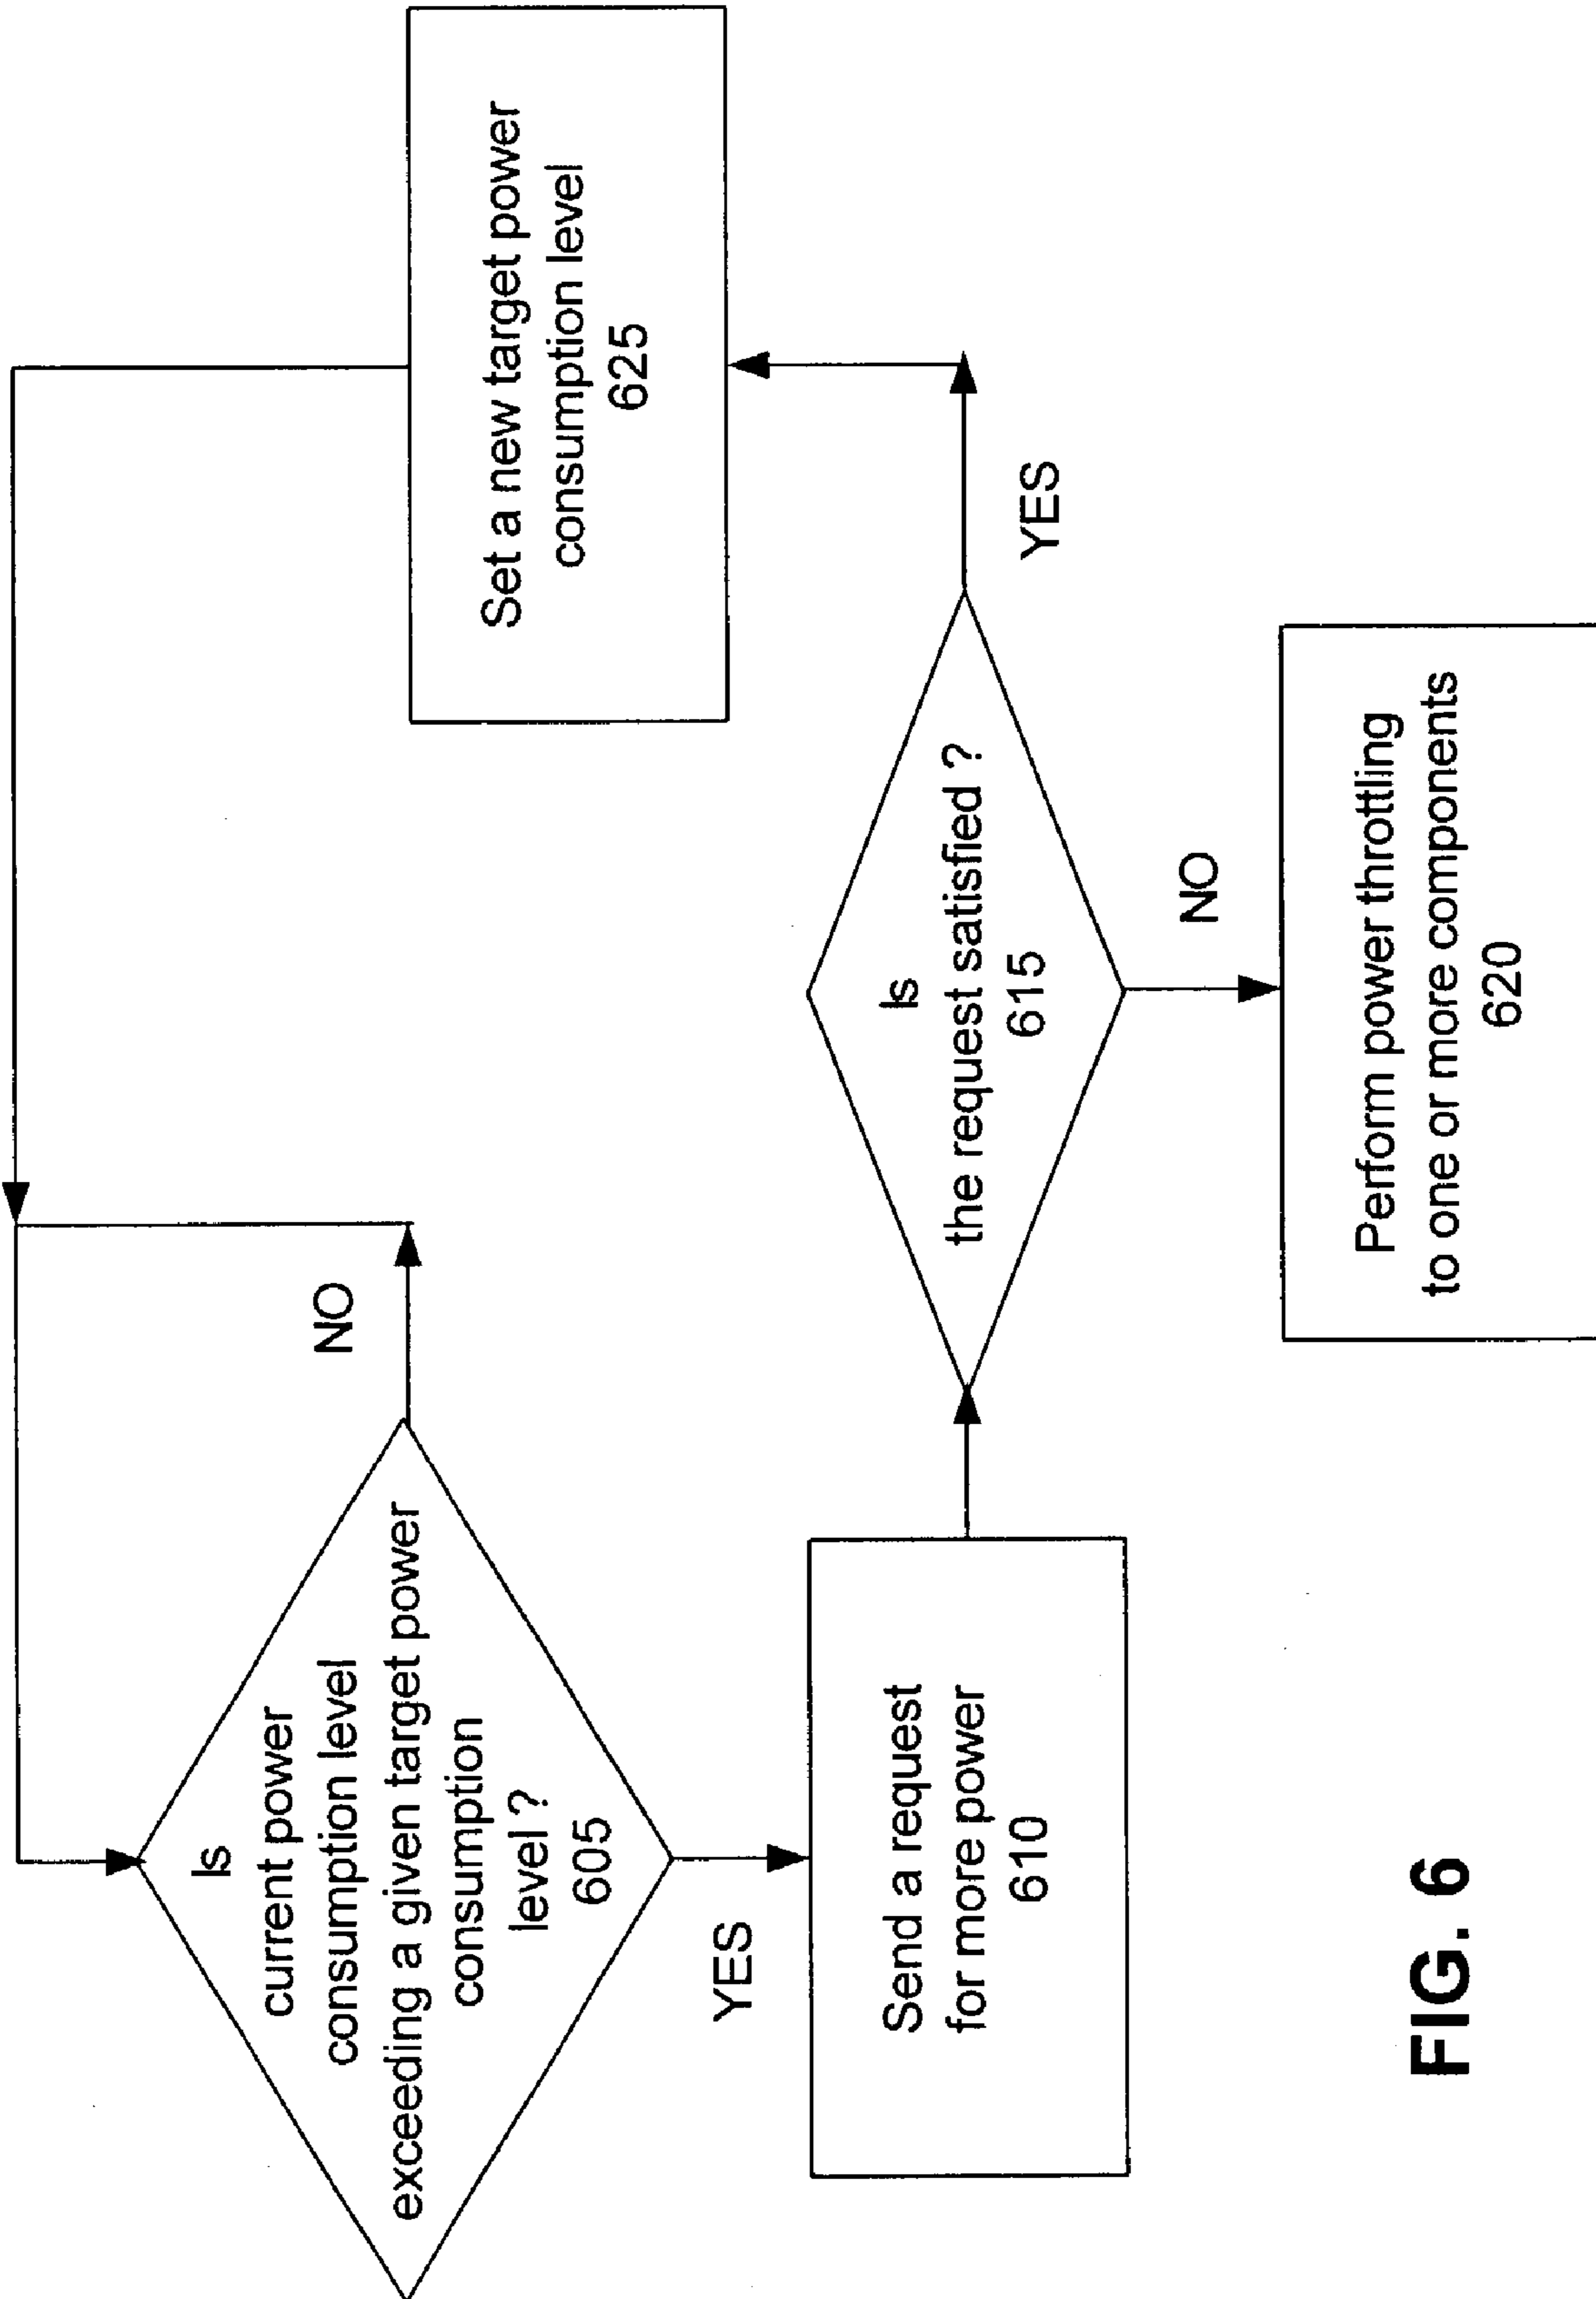 Is
current power
consumption level
exceeding a given target power
consumption
level ?
605
NO
YES
Send a request
for more power
610
Is
the request satisfied ?
615
YES
NO
Set a new target power
consumption level
625
Perform power throttling
to one or more components
620
FIG. 6